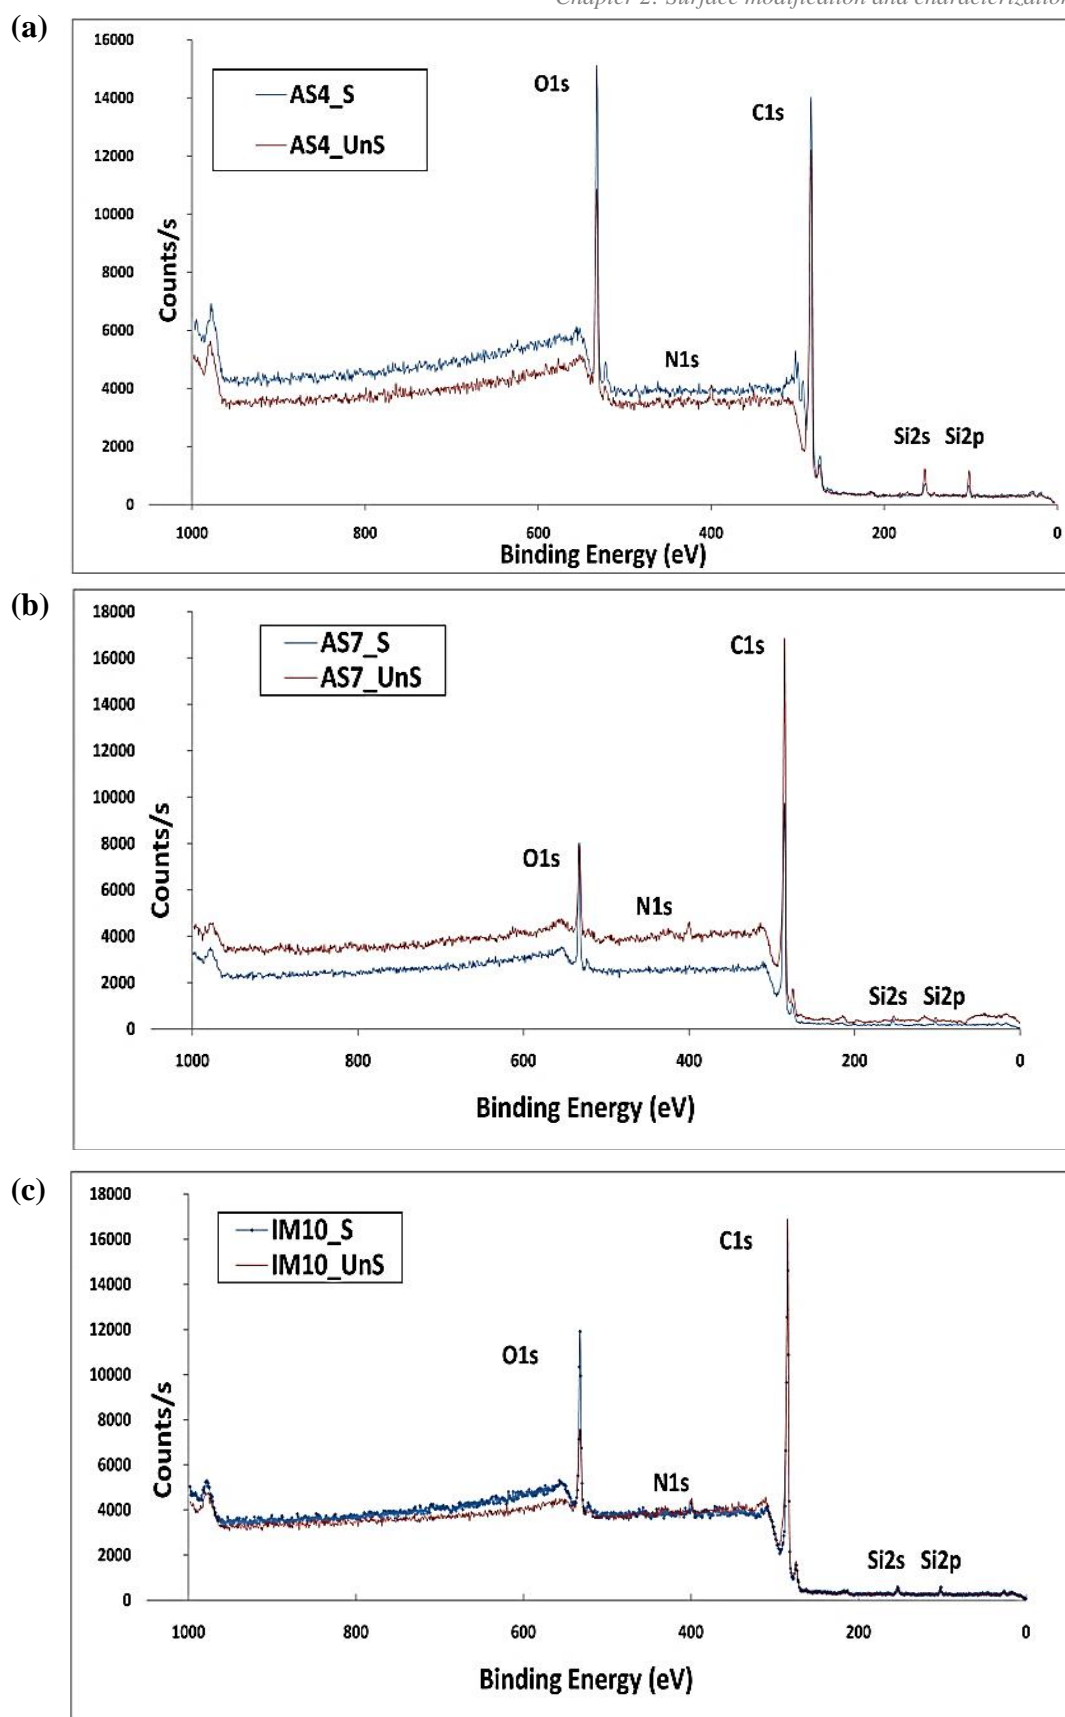 Chapter 2: Surface modification and characterization
(a)
16000
14000
12000
10000
8000
6000
4000
2000
0
Counts/s
AS4_S
AS4_UnS
O1s
C1s
N1s
Si2s
Si2p
1000
800
600
400
200
0
Binding Energy (eV)
(b)
18000
16000
14000
12000
10000
8000
6000
4000
2000
0
Counts/s
AS7_S
AS7_UnS
C1s
O1s
N1s
Si2s
Si2p
1000
800
600
400
200
0
Binding Energy (eV)
(c)
18000
16000
14000
12000
10000
8000
6000
4000
2000
0
Counts/s
IM10_S
IM10_UnS
C1s
O1s
N1s
Si2s
Si2p
1000
800
600
400
200
0
Binding Energy (eV)